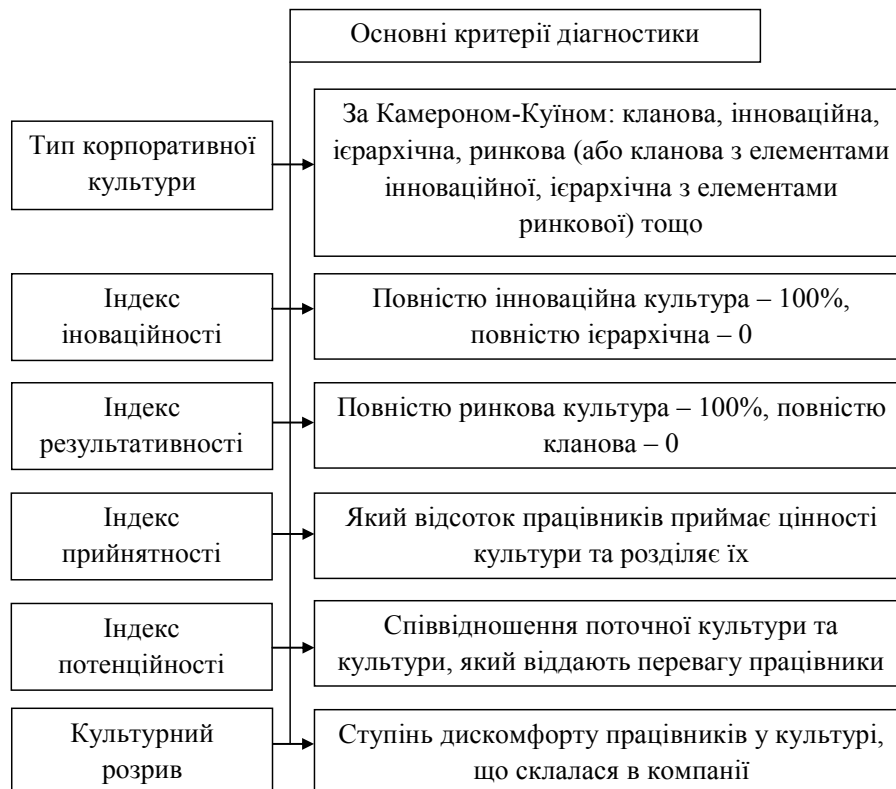 Основні критерії діагностики
Тип корпоративної
культури
За Камероном-Куїном: кланова, інноваційна,
ієрархічна, ринкова (або кланова з елементами
інноваційної, ієрархічна з елементами
ринкової) тощо
Індекс
іноваційності
Повністю інноваційна культура – 100%,
повністю ієрархічна – 0
Індекс
результативності
Повністю ринкова культура – 100%, повністю
кланова – 0
Індекс
прийнятності
Який відсоток працівників приймає цінності
культури та розділяє їх
Індекс
потенційності
Співвідношення поточної культури та
культури, який віддають перевагу працівники
Культурний
розрив
Ступінь дискомфорту працівників у культурі,
що склалася в компанії